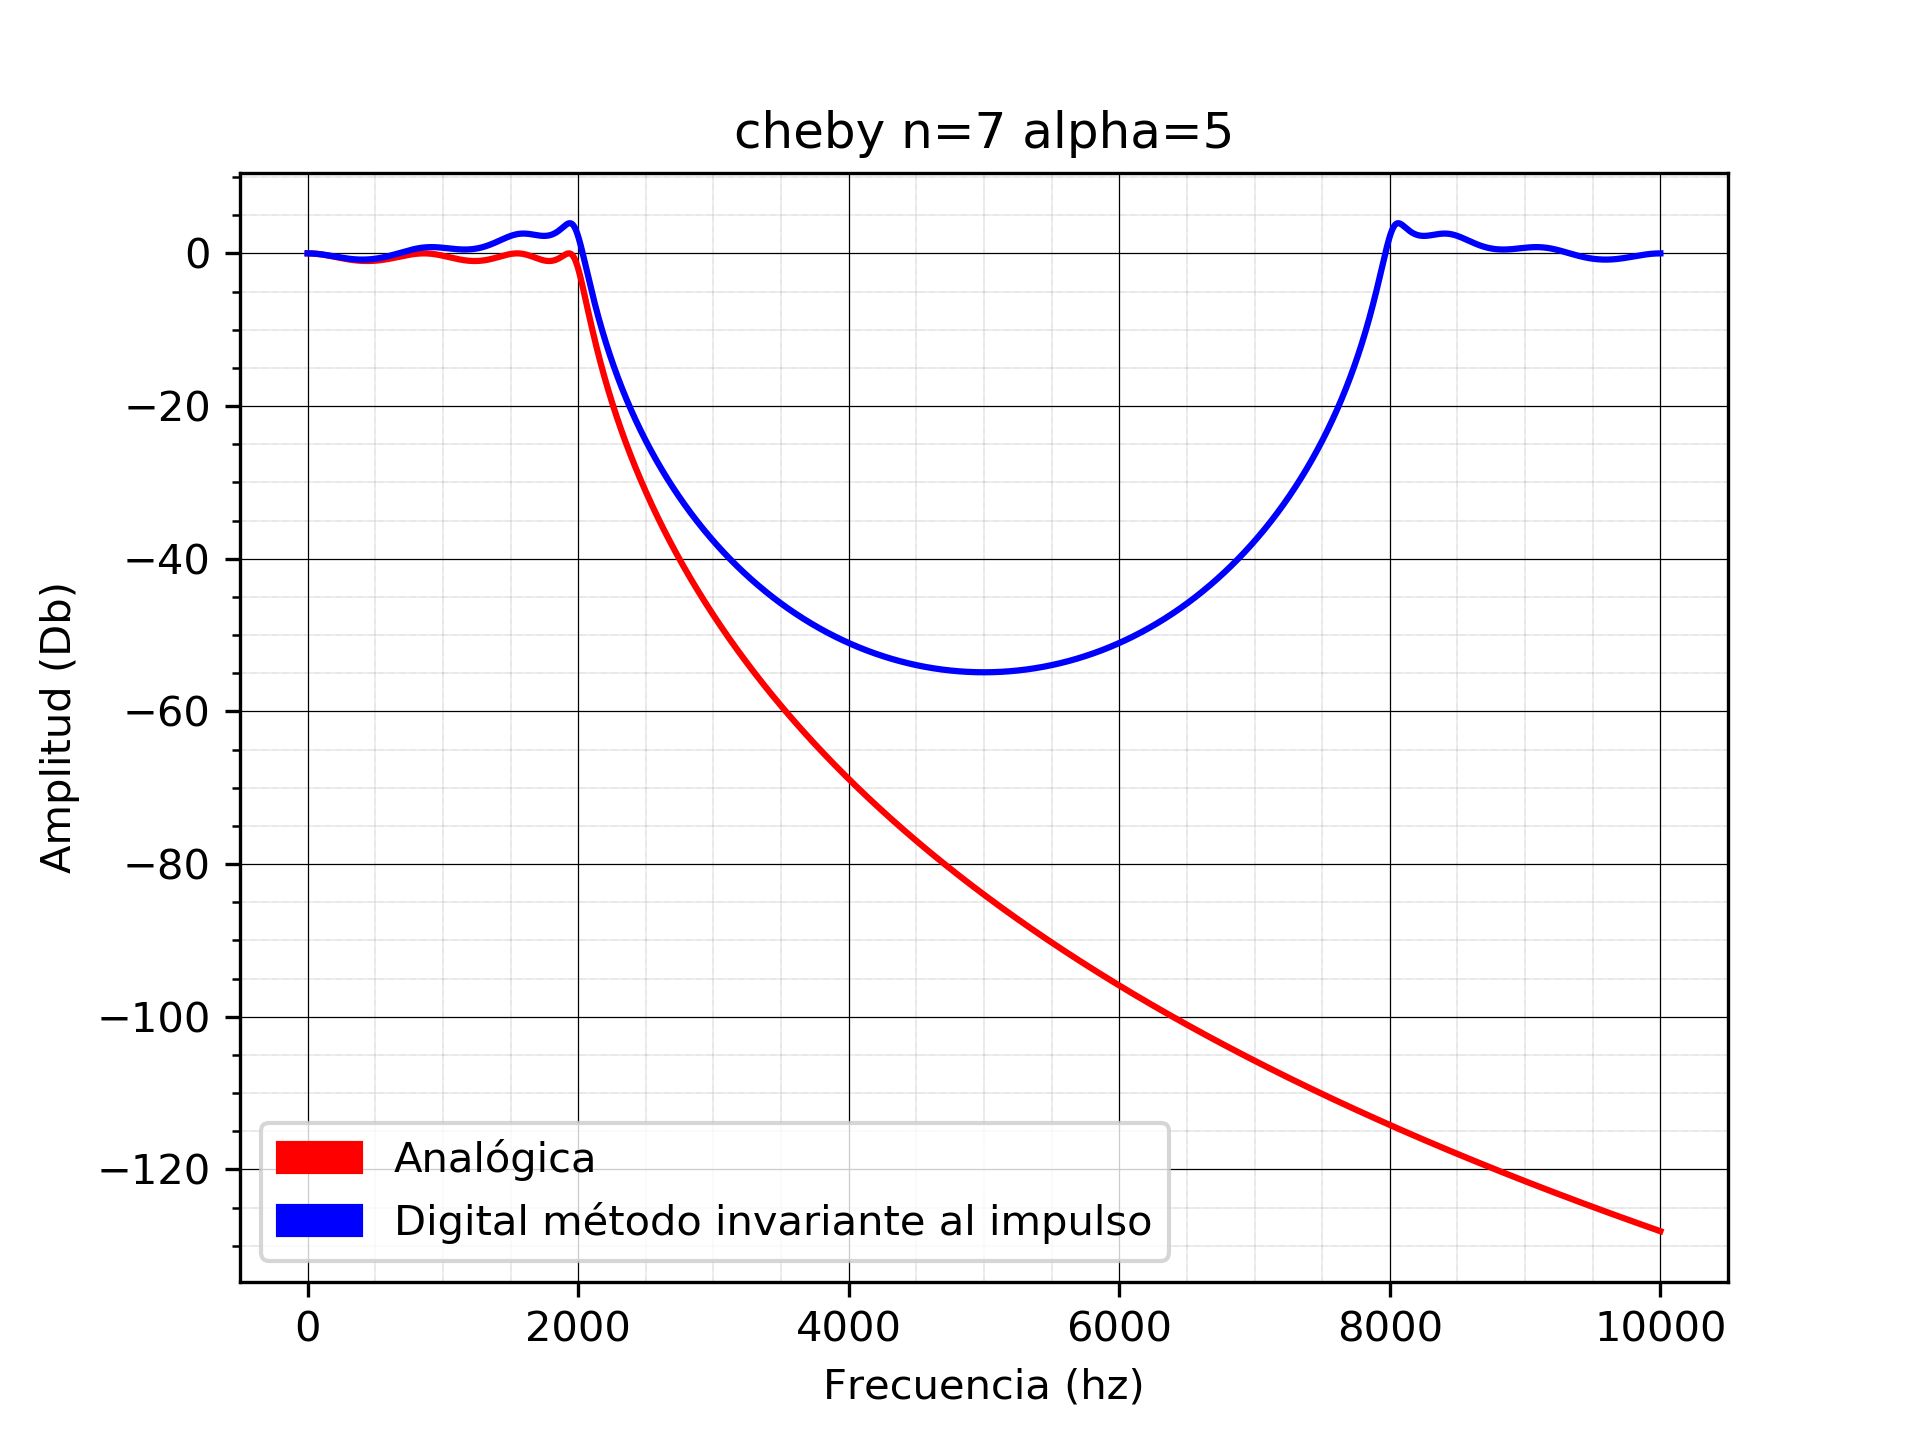 cheby n=7 alpha=5
Amplitud (Db)
0
−20
−40
−60
−80
−100
−120
Analógica
Digital método invariante al impulso
0 2000 4000 6000 8000 10000
Frecuencia (hz)